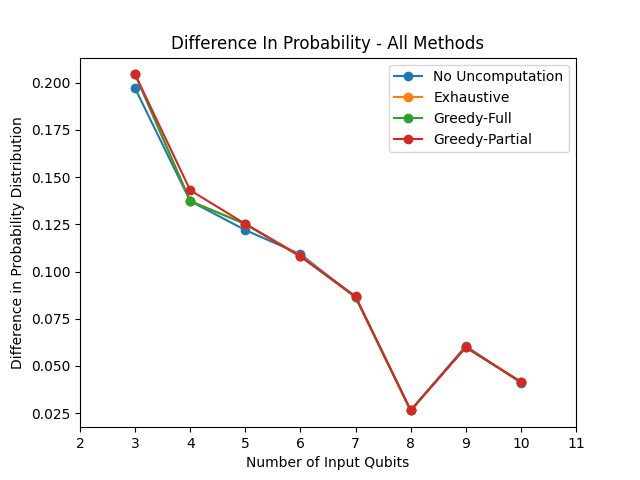 Difference In Probability - All Methods
Difference in Probability Distribution
0.200
0.175
0.150
0.125
0.100
0.075
0.050
0.025
No Uncomputation
Exhaustive
Greedy-Full
Greedy-Partial
2 3 4 5 6 7 8 9 10 11
Number of Input Qubits